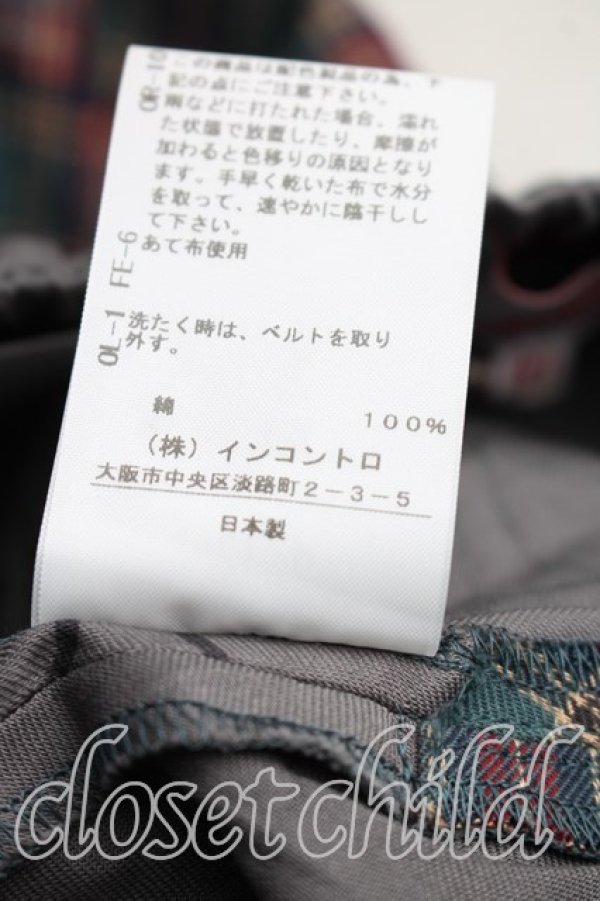 この商品は配色製品の為、下
記の点にご注意下さい。
雨などに打たれた場合、濡れ
た状態で放置したり、摩擦が
加わると色移りの原因となり
ます。手早く乾いた布で水分
を取って、速やかに陰干しし
て下さい。
あて布使用
洗たく時は、ベルトを取り
外す。
綿 100%
(株)インコントロ
大阪市中央区淡路町2-3-5
日本製
OR-10
FE-6
OL-1
closetchild